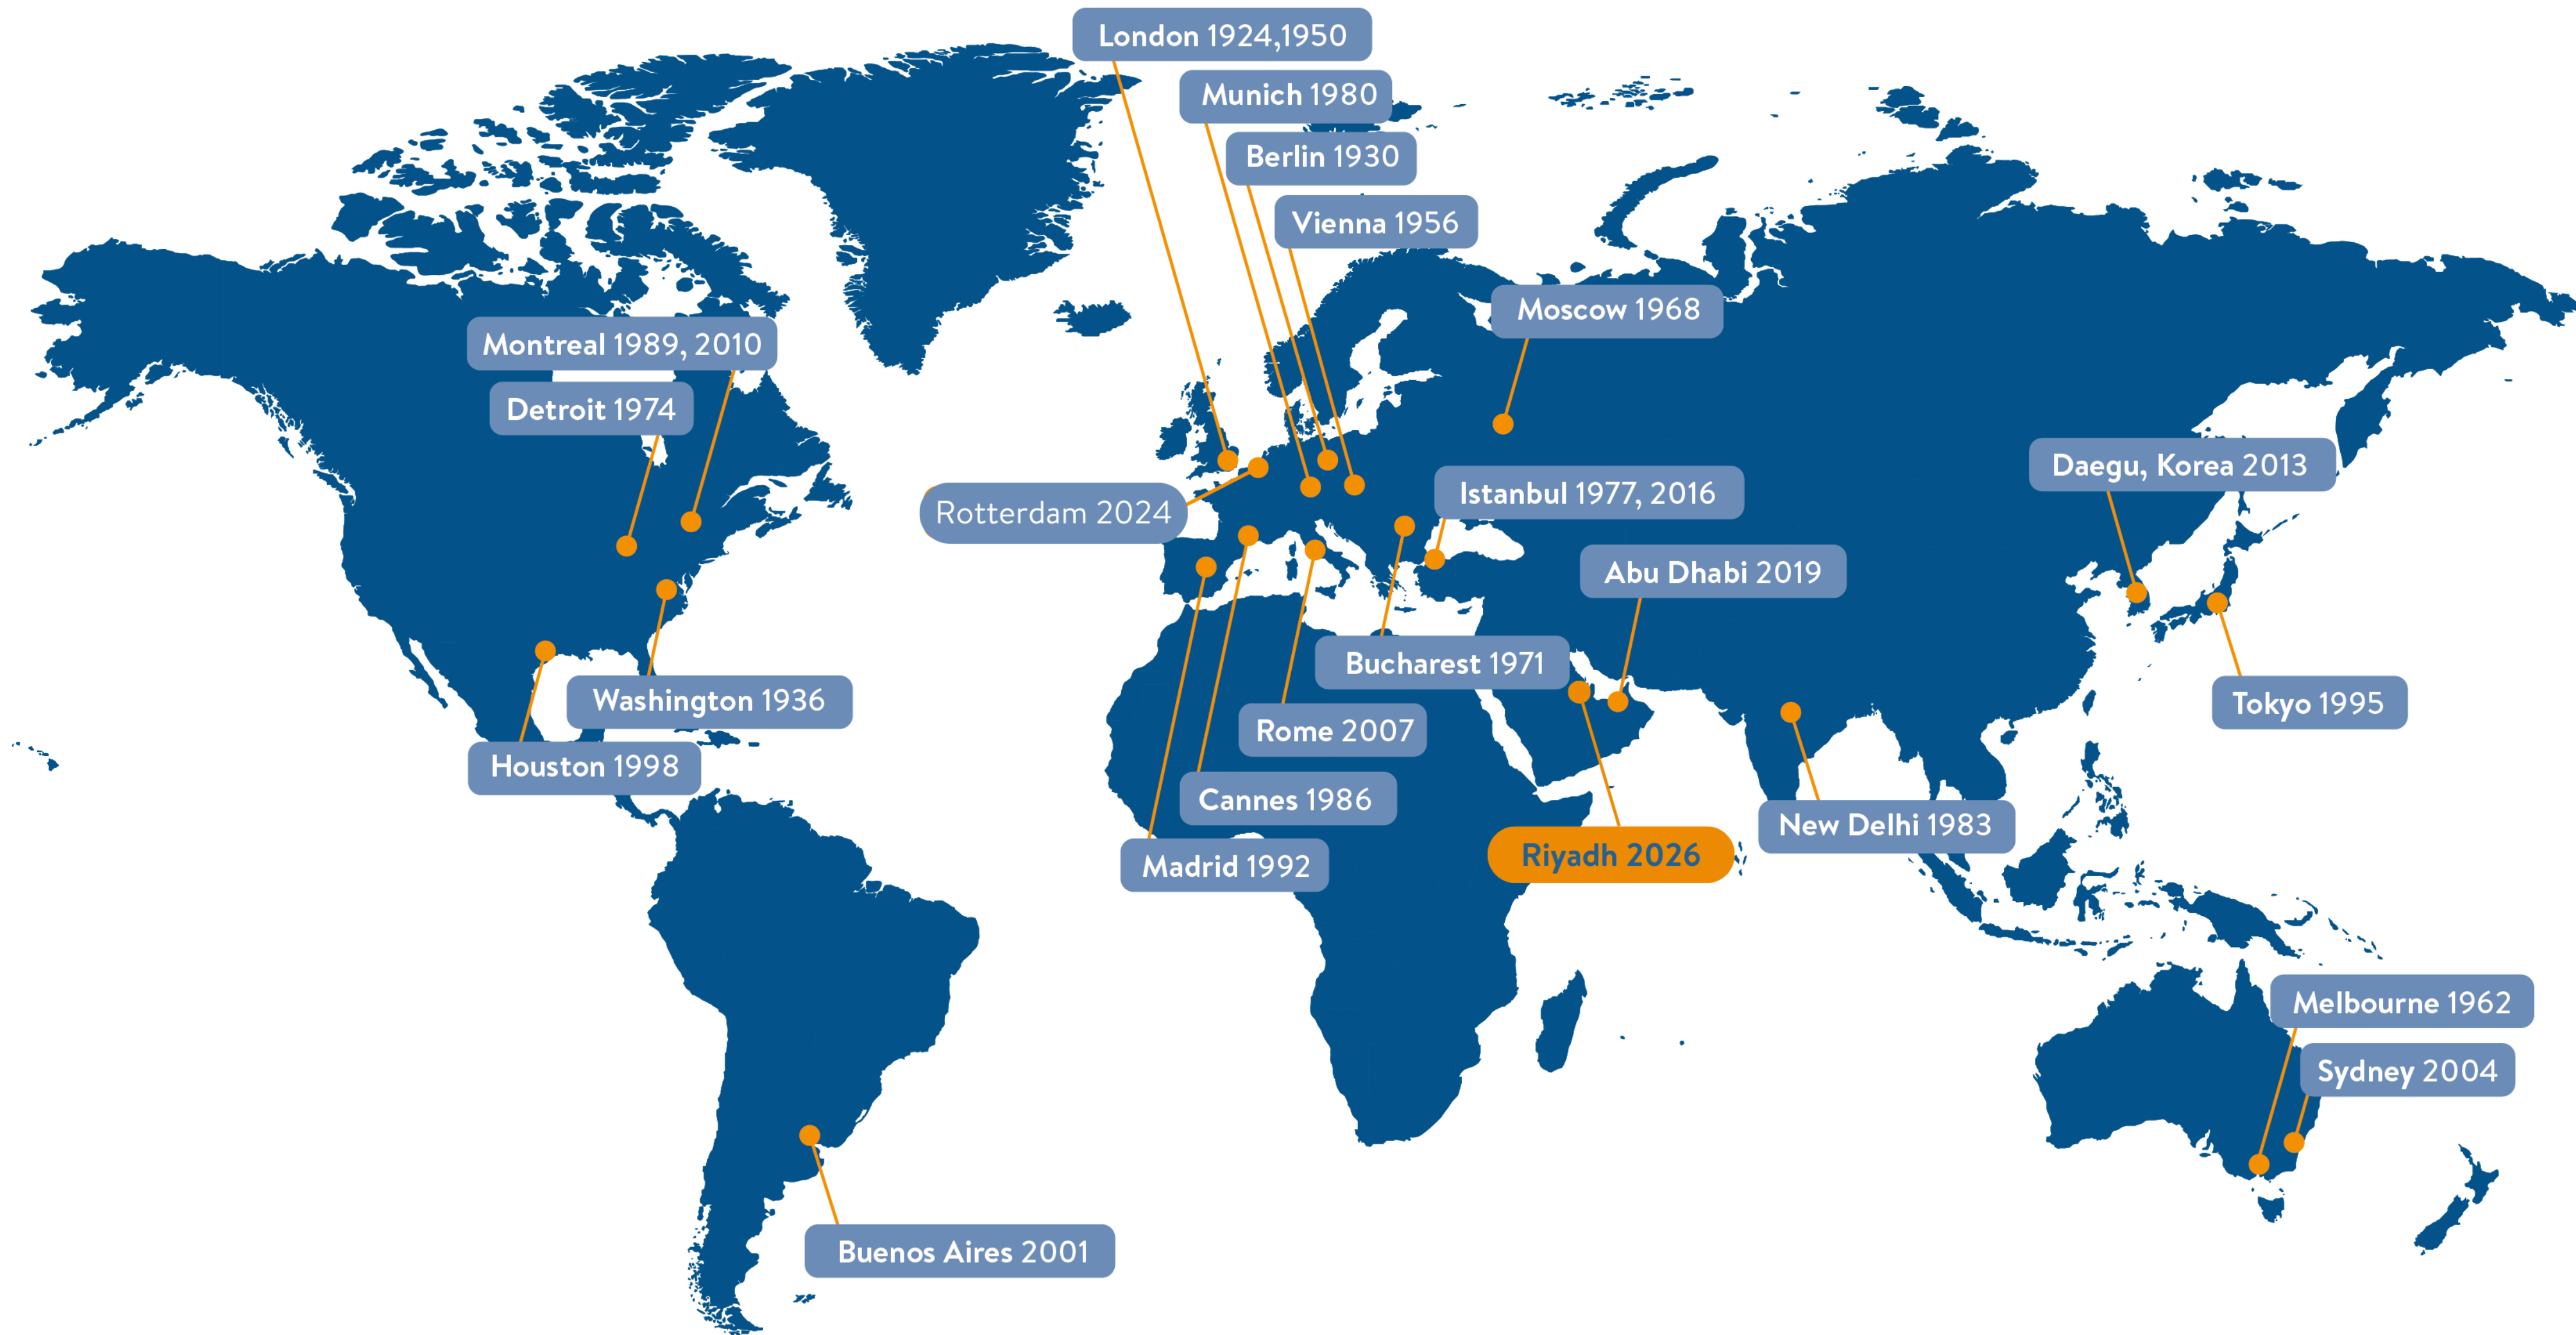 London 1924,1950
Munich 1980
Berlin 1930
Vienna 1956
Moscow 1968
Montreal 1989, 2010
Detroit 1974
Daegu, Korea 2013
Istanbul 1977, 2016
Rotterdam 2024
Abu Dhabi 2019
Bucharest 1971
Washington 1936
Tokyo 1995
Rome 2007
Houston 1998
Cannes 1986
New Delhi 1983
Riyadh 2026
Madrid 1992
Melbourne 1962
Sydney 2004
Buenos Aires 2001